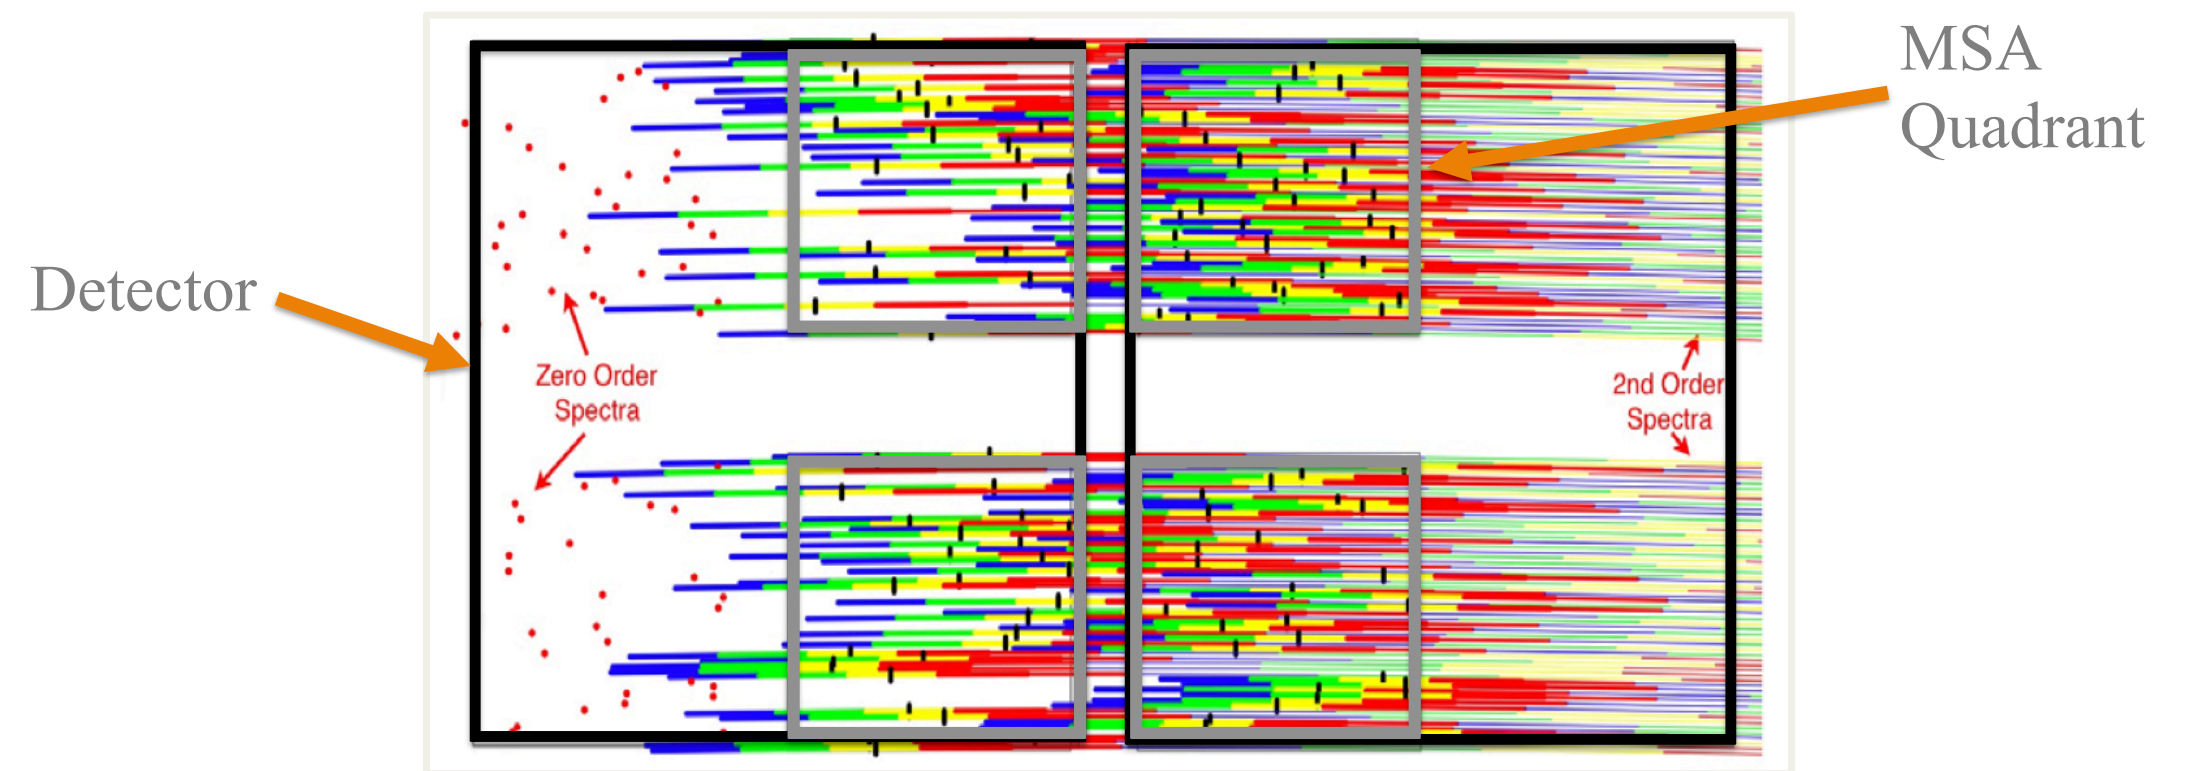 MSA
Quadrant
Detector
Zero Order
Spectra
2nd Order
Spectra